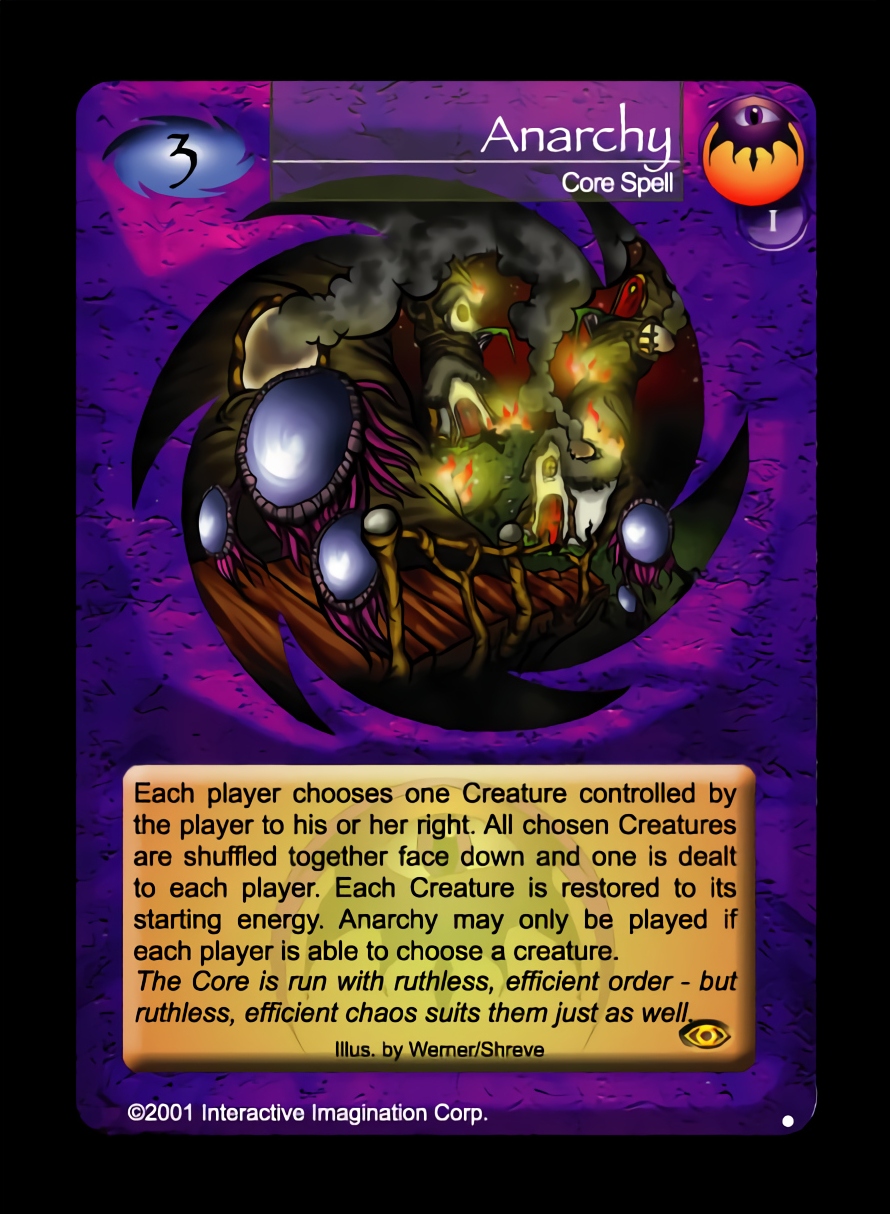 3
Anarchy
Core Spell
I
Each player chooses one Creature controlled by
the player to his or her right. All chosen Creatures
are shuffled together face down and one is dealt
to each player. Each Creature is restored to its
starting energy. Anarchy may only be played if
each player is able to choose a creature.
The Core is run with ruthless, efficient order - but
ruthless, efficient chaos suits them just as well.
Illus. by Werner/Shreve
©2001 Interactive Imagination Corp.